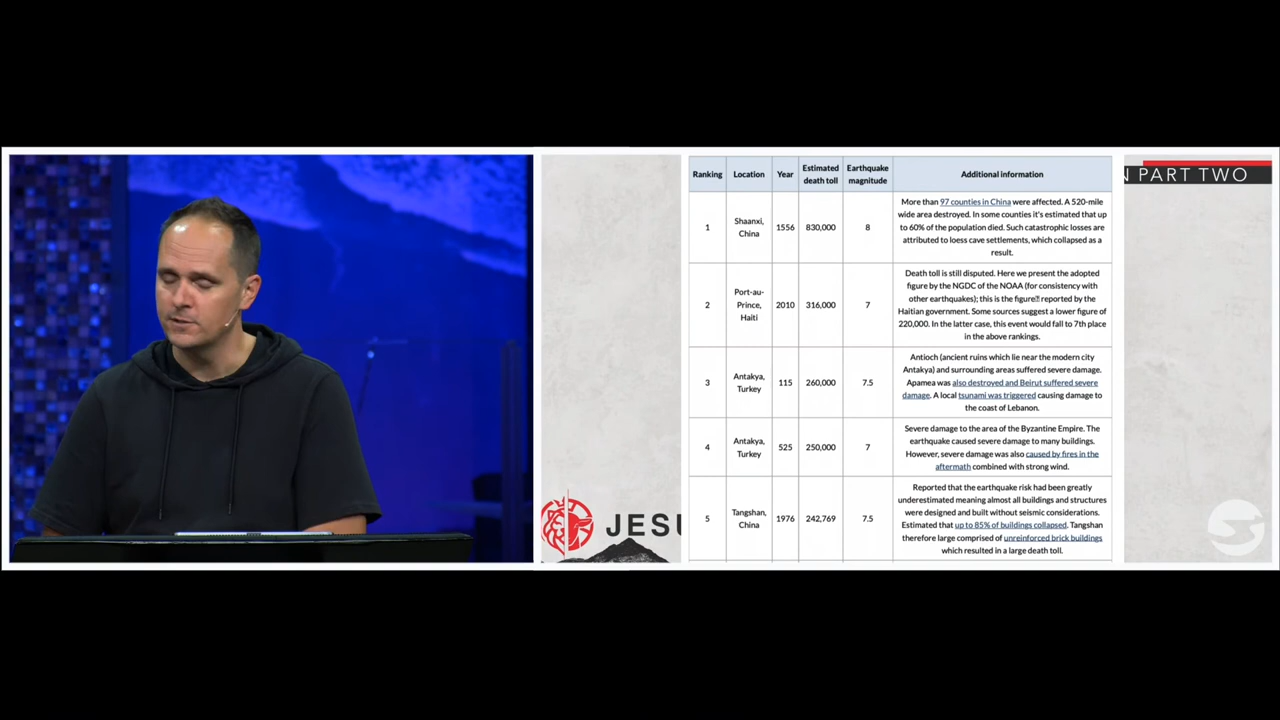 Ranking
Location
Year
Estimated
death toll
Earthquake
magnitude
Additional information
1
Shaanxi,
China
1556
830,000
8
More than 97 counties in China were affected. A 520-mile
wide area destroyed. In some counties it's estimated that up
to 60% of the population died. Such catastrophic losses are
attributed to loess cave settlements, which collapsed as a
result.
2
Port-au-
Prince,
Haiti
2010
316,000
7
Death toll is still disputed. Here we present the adopted
figure by the NGDC of the NOAA (for consistency with
other earthquakes); this is the figure reported by the
Haitian government. Some sources suggest a lower figure of
220,000. In the latter case, this event would fall to 7th place
in the above rankings.
3
Antakya,
Turkey
115
260,000
7.5
Antioch (ancient ruins which lie near the modern city
Antakya) and surrounding areas suffered severe damage.
Apamea was also destroyed and Beirut suffered severe
damage. A local tsunami was triggered causing damage to
the coast of Lebanon.
4
Antakya,
Turkey
525
250,000
7
Severe damage to the area of the Byzantine Empire. The
earthquake caused severe damage to many buildings.
However, severe damage was also caused by fires in the
aftermath combined with strong wind.
5
Tangshan,
China
1976
242,769
7.5
Reported that the earthquake risk had been greatly
underestimated meaning almost all buildings and structures
were designed and built without seismic considerations.
Estimated that up to 85% of buildings collapsed. Tangshan
therefore large comprised of unreinforced brick buildings
which resulted in a large death toll.
N PART TWO
JESU